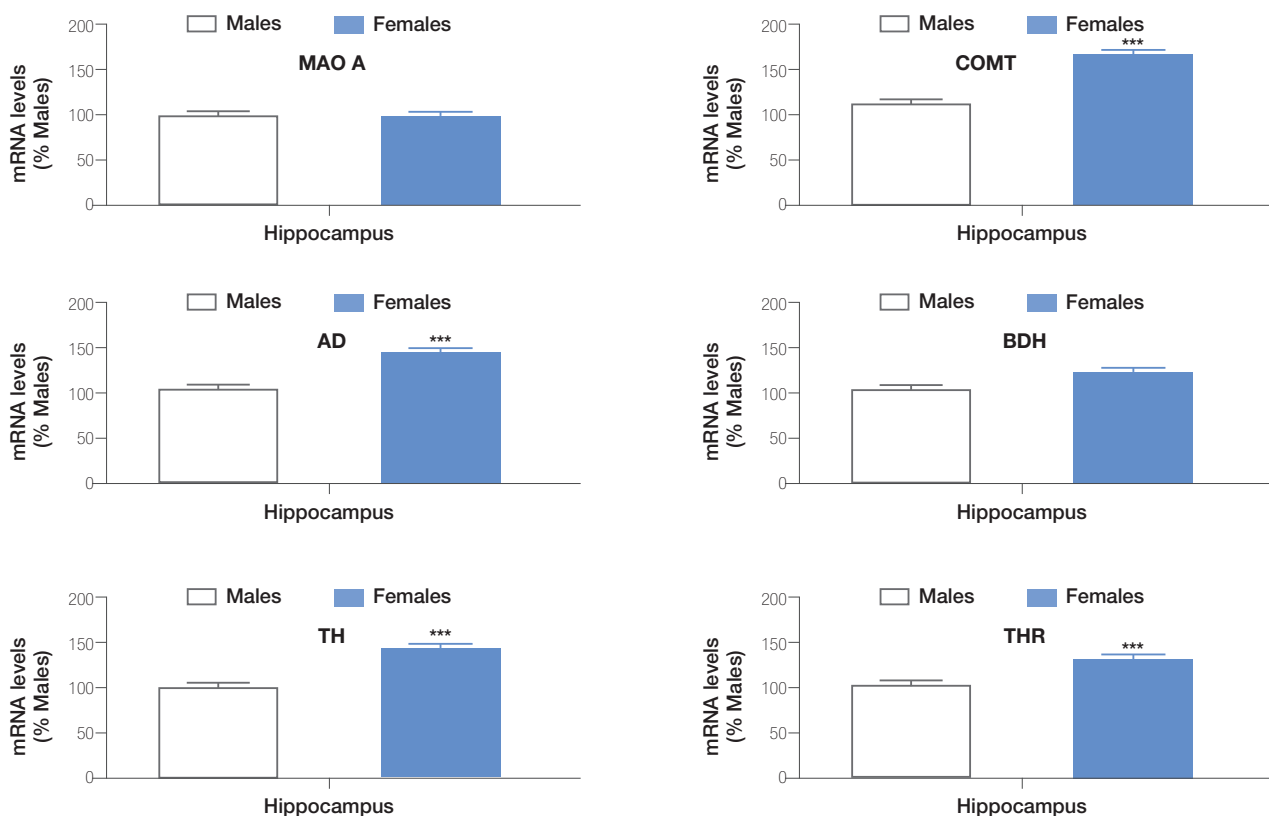 Males Females
MAO A
mRNA levels
(% Males)
200
150
100
50
0
Hippocampus
Males Females
COMT
***
mRNA levels
(% Males)
200
150
100
50
0
Hippocampus
Males Females
AD
***
mRNA levels
(% Males)
200
150
100
50
0
Hippocampus
Males Females
BDH
mRNA levels
(% Males)
200
150
100
50
0
Hippocampus
Males Females
TH
***
mRNA levels
(% Males)
200
150
100
50
0
Hippocampus
Males Females
THR
***
mRNA levels
(% Males)
200
150
100
50
0
Hippocampus